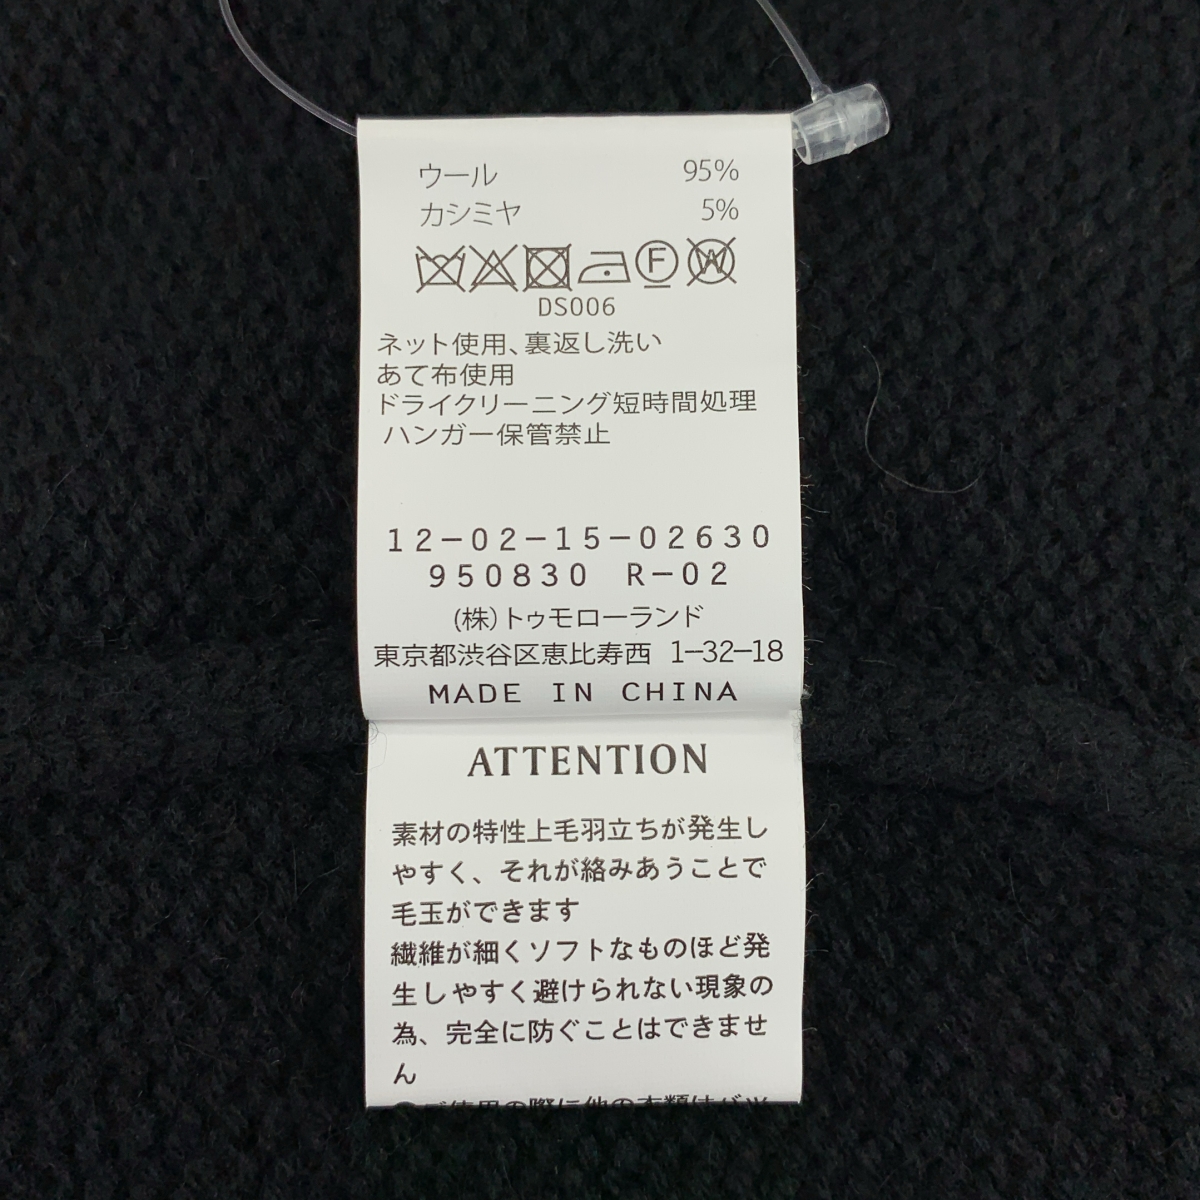 ウール 95%
カシミヤ 5%
F W
DS006
ネット使用、裏返し洗い
あて布使用
ドライクリーニング短時間処理
ハンガー保管禁止
12-02-15-02630
950830 R-02
(株)トゥモローランド
東京都渋谷区恵比寿西 1-32-18
MADE IN CHINA
ATTENTION
素材の特性上毛羽立ちが発生し
やすく、それが絡みあうことで
毛玉ができます
繊維が細くソフトなものほど発
生しやすく避けられない現象の
為、完全に防ぐことはできませ
ん